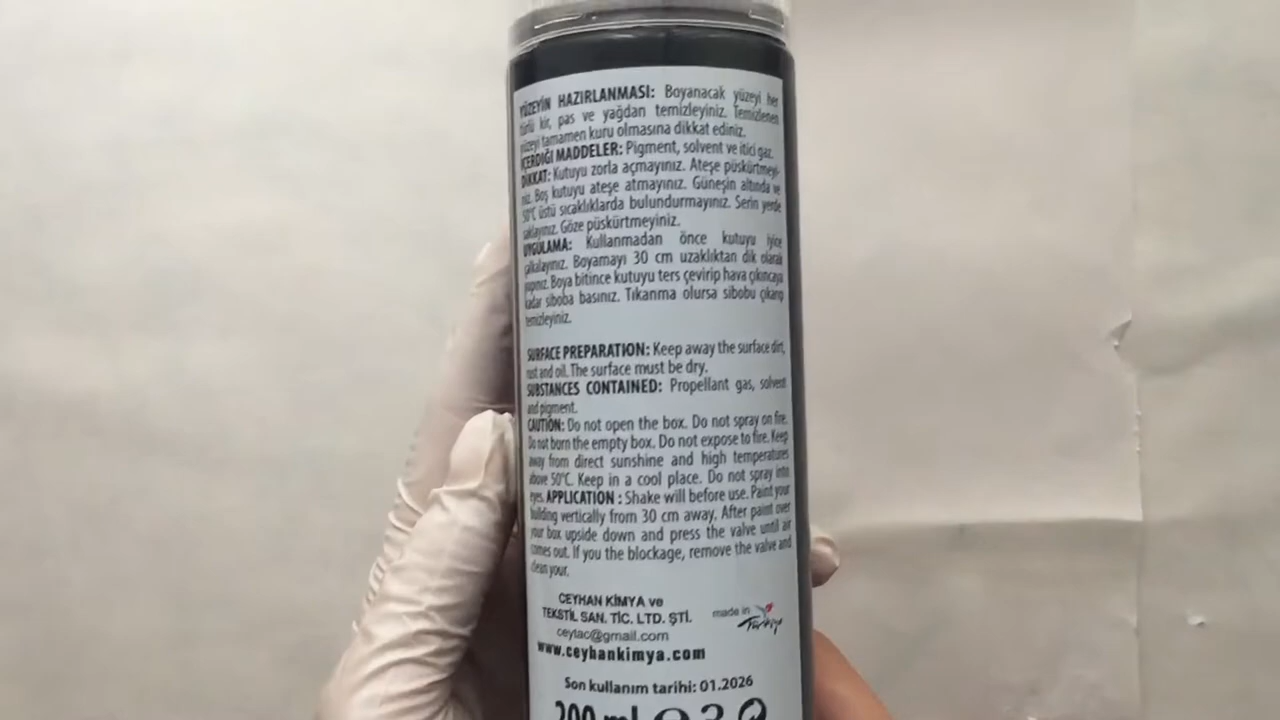 YÜZEYİN HAZIRLANMASI: Boyanacak yüzeyi her
türlü kir, pas ve yağdan temizleyiniz. Temizlenen
yüzeyi tamamen kuru olmasına dikkat ediniz.
İÇERDİĞİ MADDELER: Pigment, solvent ve itici gaz.
DİKKAT: Kutuyu zorla açmayınız. Ateşe püskürtmeyi-
niz. Boş kutuyu ateşe atmayınız. Güneşin altında ve
50°C üstü sıcaklıklarda bulundurmayınız. Serin yerde
saklayınız. Göze püskürtmeyiniz.
UYGULAMA: Kullanmadan önce kutuyu iyice
çalkalayınız. Boyamayı 30 cm uzaklıktan dik olarak
yapınız. Boya bitince kutuyu ters çevirip hava çıkıncaya
kadar siboba basınız. Tıkanma olursa sibobu çıkarıp
temizleyiniz.
SURFACE PREPARATION: Keep away the surface dirt,
rust and oil. The surface must be dry.
SUBSTANCES CONTAINED: Propellant gas, solvent
and pigment.
CAUTION: Do not open the box. Do not spray on fire.
Do not born the empty box. Do not expose to fire. Keep
away from direct sunshine and high temperatures
above 50°C. Keep in a cool place. Do not spray into
eyes. APPLICATION : Shake will before use. Paint your
building vertically from 30 cm away. After paint over
your box upside down and press the valve until air
comes out. If you the blockage, remove the valve and
clean your.
CEYHAN KİMYA ve
TEKSTİL SAN. TİC. LTD. ŞTİ.
made in
Türkiye
ceytac@gmail.com
www.ceyhankimya.com
Son kullanım tarihi: 01.2026
200 ml